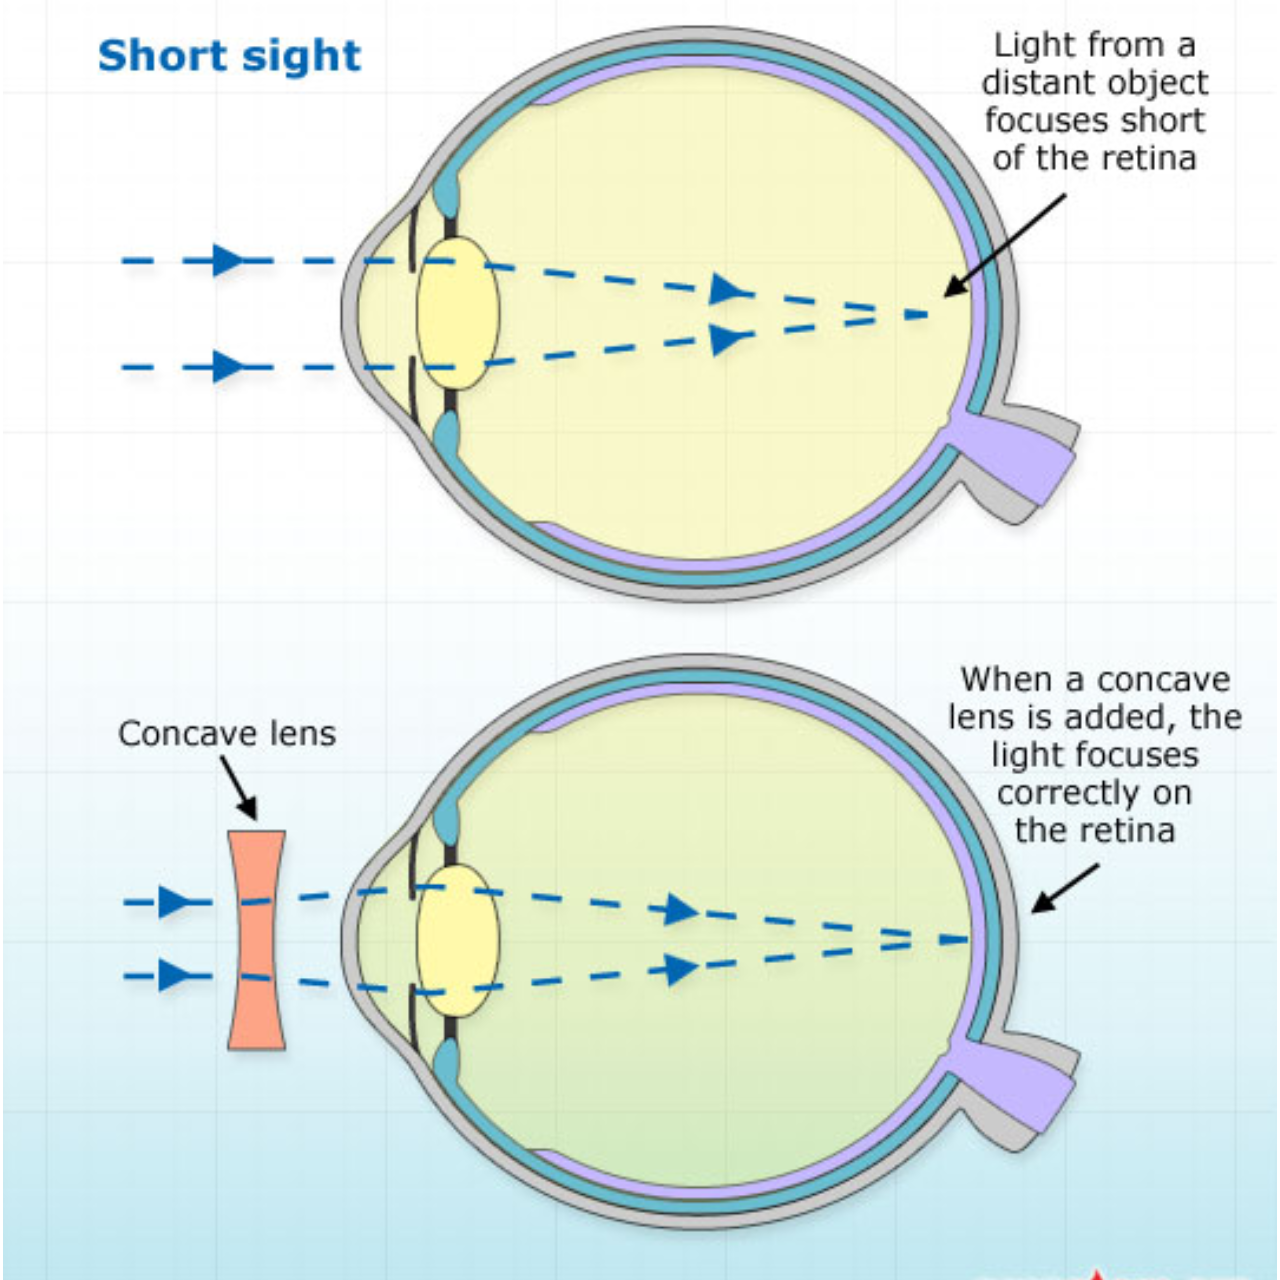 Short sight
Light from a
distant object
focuses short
of the retina
Concave lens
When a concave
lens is added, the
light focuses
correctly on
the retina